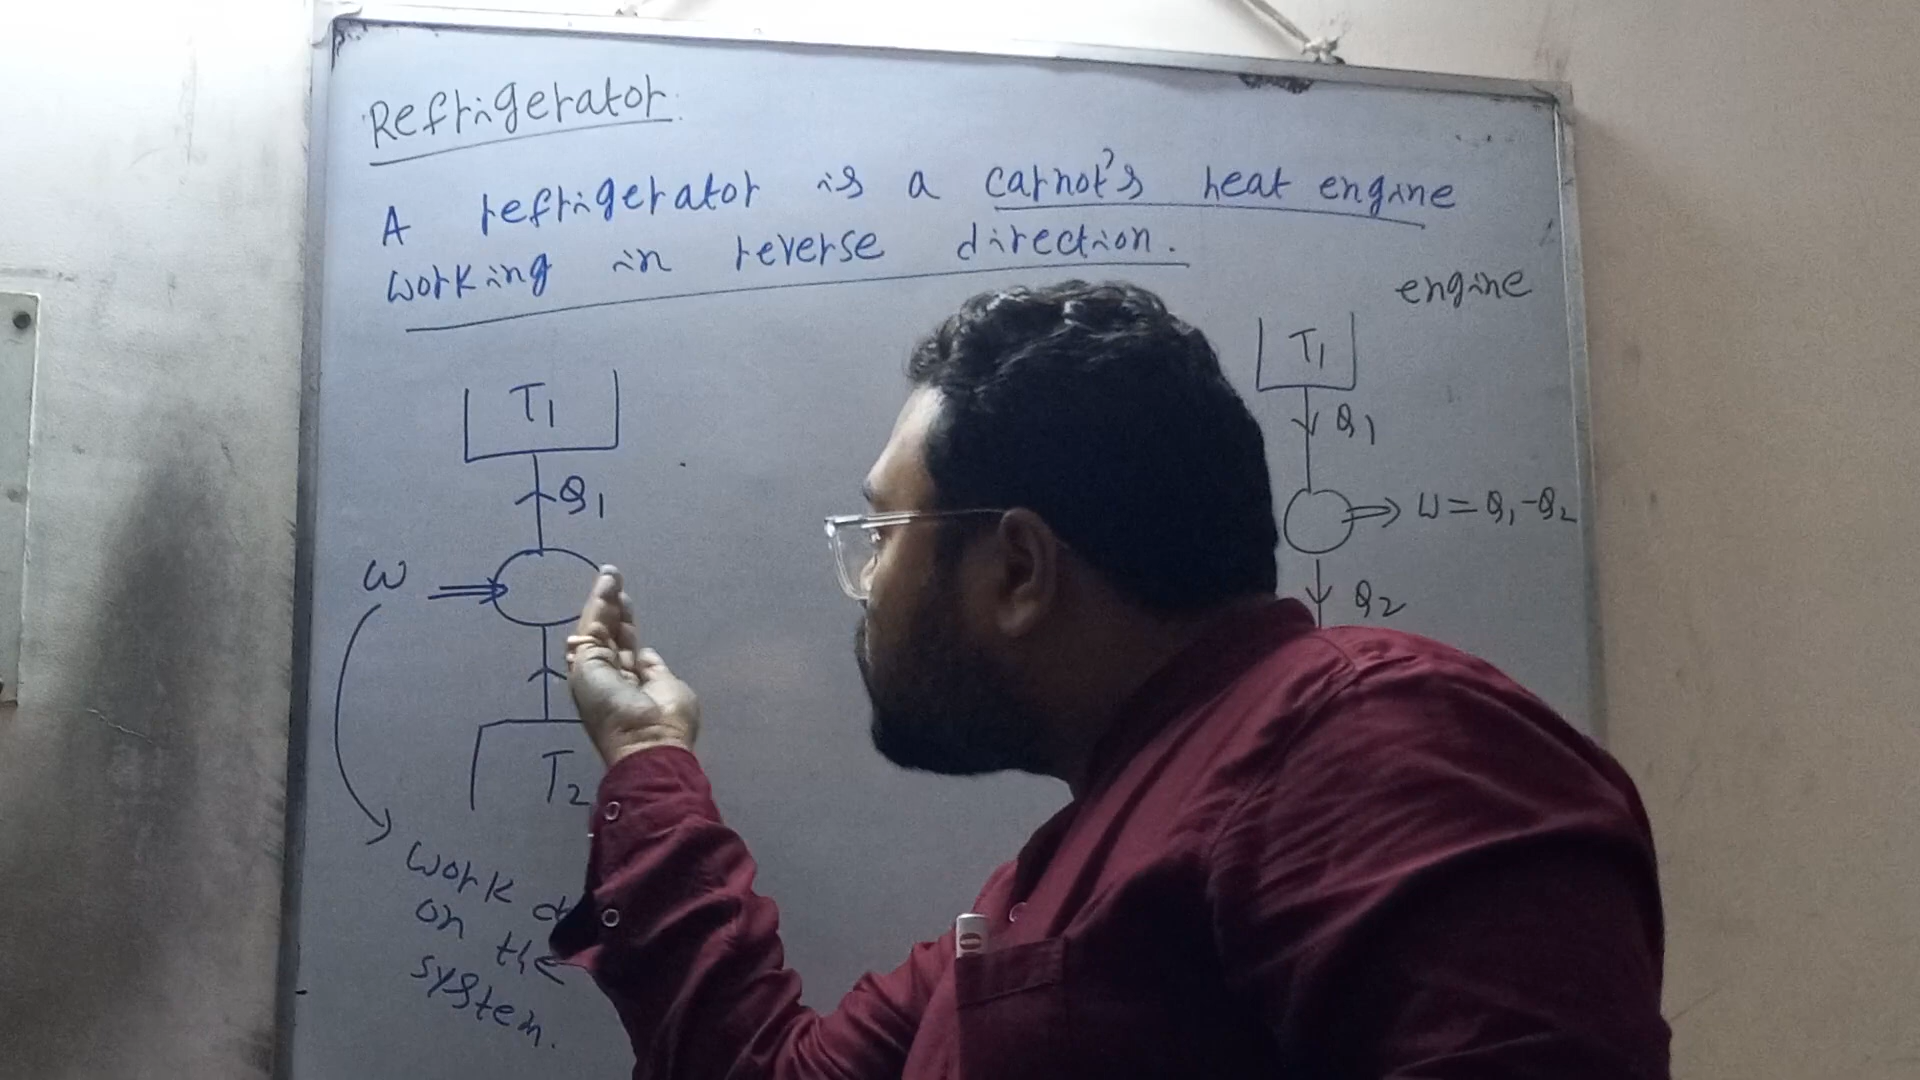 Refrigerator
A refrigerator is a carnot's heat engine
working in reverse direction.
engine
T1
Q1
W
T2
work
on the
system.
T1
Q1
W = Q1-Q2
Q2